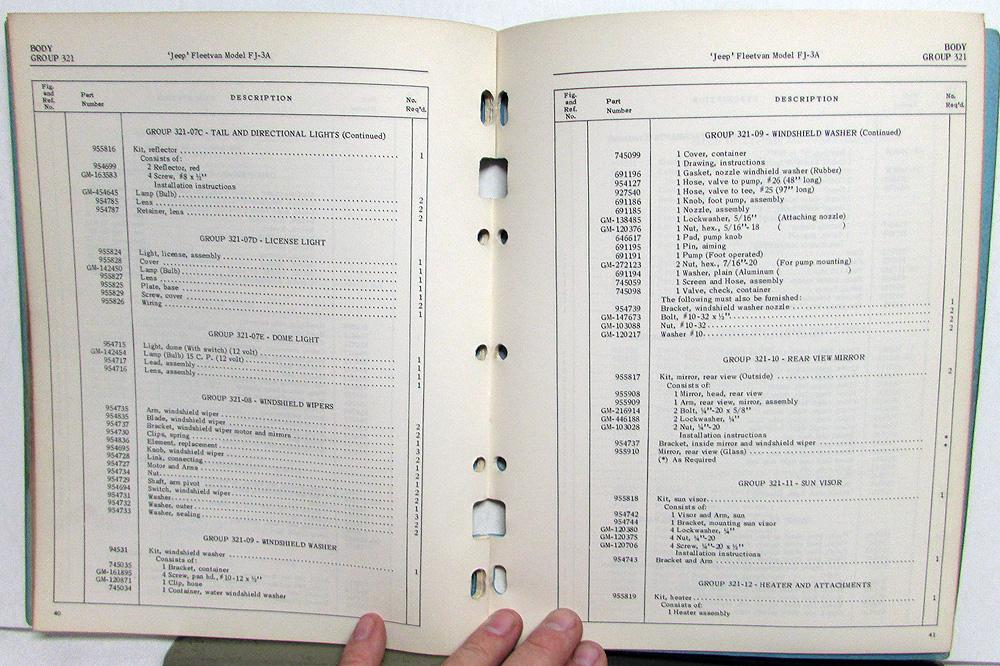 BODY
GROUP 321
'Jeep' Fleetvan Model FJ-3A
Fig. and Ref. No.
Part Number
DESCRIPTION
No. Req'd.
GROUP 321-07C - TAIL AND DIRECTIONAL LIGHTS (Continued)
955816 Kit, reflector 1
Consists of:
954699 2 Reflector, red
GM-163583 4 Screw, #8 x ½"
Installation instructions
GM-454645 Lamp (Bulb) 2
954785 Lens 2
954787 Retainer, lens 2
GROUP 321-07D - LICENSE LIGHT
955824 Light, license, assembly 1
955828 Cover 1
GM-142450 Lamp (Bulb) 1
955827 Lens 1
955825 Plate, base 1
955829 Screw, cover 2
955826 Wiring 1
GROUP 321-07E - DOME LIGHT
954715 Light, dome (With switch) (12 volt) 1
GM-142454 Lamp (Bulb) 15 C. P. (12 volt) 1
954717 Lead, assembly 1
954716 Lens, assembly 1
GROUP 321-08 - WINDSHIELD WIPERS
954735 Arm, windshield wiper 2
954835 Blade, windshield wiper 2
954737 Bracket, windshield wiper motor and mirrors 1
954730 Clips, spring 3
954836 Element, replacement 2
954695 Knob, windshield wiper 1
954728 Link, connecting 2
954727 Motor and Arms 1
954734 Nut 2
954729 Shaft, arm pivot 2
954694 Switch, windshield wiper 1
954731 Washer 3
954732 Washer, outer 2
954733 Washer, sealing 2
GROUP 321-09 - WINDSHIELD WASHER
94531 Kit, windshield washer 1
Consists of:
745035 1 Bracket, container
GM-161895 4 Screw, pan hd., #10-12 x ½"
GM-120871 1 Clip, hose
745034 1 Container, water windshield washer
40
'Jeep' Fleetvan Model FJ-3A
BODY
GROUP 321
Fig. and Ref. No.
Part Number
DESCRIPTION
No. Req'd.
GROUP 321-09 - WINDSHIELD WASHER (Continued)
745099 1 Cover, container
1 Drawing, instructions
691196 1 Gasket, nozzle windhield washer (Rubber)
954127 1 Hose, valve to pump, #26 (48" long)
927540 1 Hose, valve to tee, #25 (97" long)
691186 1 Knob, foot pump, assembly
691185 1 Nozzle, assembly
GM-138485 1 Lockwasher, 5/16" (Attaching nozzle)
GM-120376 1 Nut, hex., 5/16"-18 ( )
646617 1 Pad, pump knob
691195 1 Pin, aiming
691191 1 Pump (Foot operated)
GM-272123 2 Nut, hex., 7/16"-20 (For pump mounting)
691194 1 Washer, plain (Aluminum ( )
745059 1 Screen and Hose, assembly
745098 1 Valve, check, container
The following must also be furnished:
954739 Bracket, windshield washer nozzle 1
GM-147673 Bolt, #10-32 x ½" 2
GM-103088 Nut, #10-32 2
GM-120217 Washer #10 2
GROUP 321-10 - REAR VIEW MIRROR
955817 Kit, mirror, rear view (Outside) 2
Consists of:
955908 1 Mirror, head, rear view
955909 1 Arm, rear view, mirror, assembly
GM-216914 2 Bolt, ¼"-20 x 5/8"
GM-446188 2 Lockwasher, ¼"
GM-103028 2 Nut, ¼"-20
Installation instructions
954737 Bracket, inside mirror and windshield wiper *
955910 Mirror, rear view (Glass) *
(*) As Required
GROUP 321-11 - SUN VISOR
955818 Kit, sun visor 1
Consists of:
954742 1 Visor and Arm, sun
954744 1 Bracket, mounting sun visor
GM-120380 4 Lockwasher, ¼"
GM-120375 4 Nut, ¼"-20
GM-120706 4 Screw, ¼"-20 x ½"
Installation instructions
954743 Bracket and Arm 1
GROUP 321-12 - HEATER AND ATTACHMENTS
955819 Kit, heater 1
Consists of:
1 Heater assembly
41